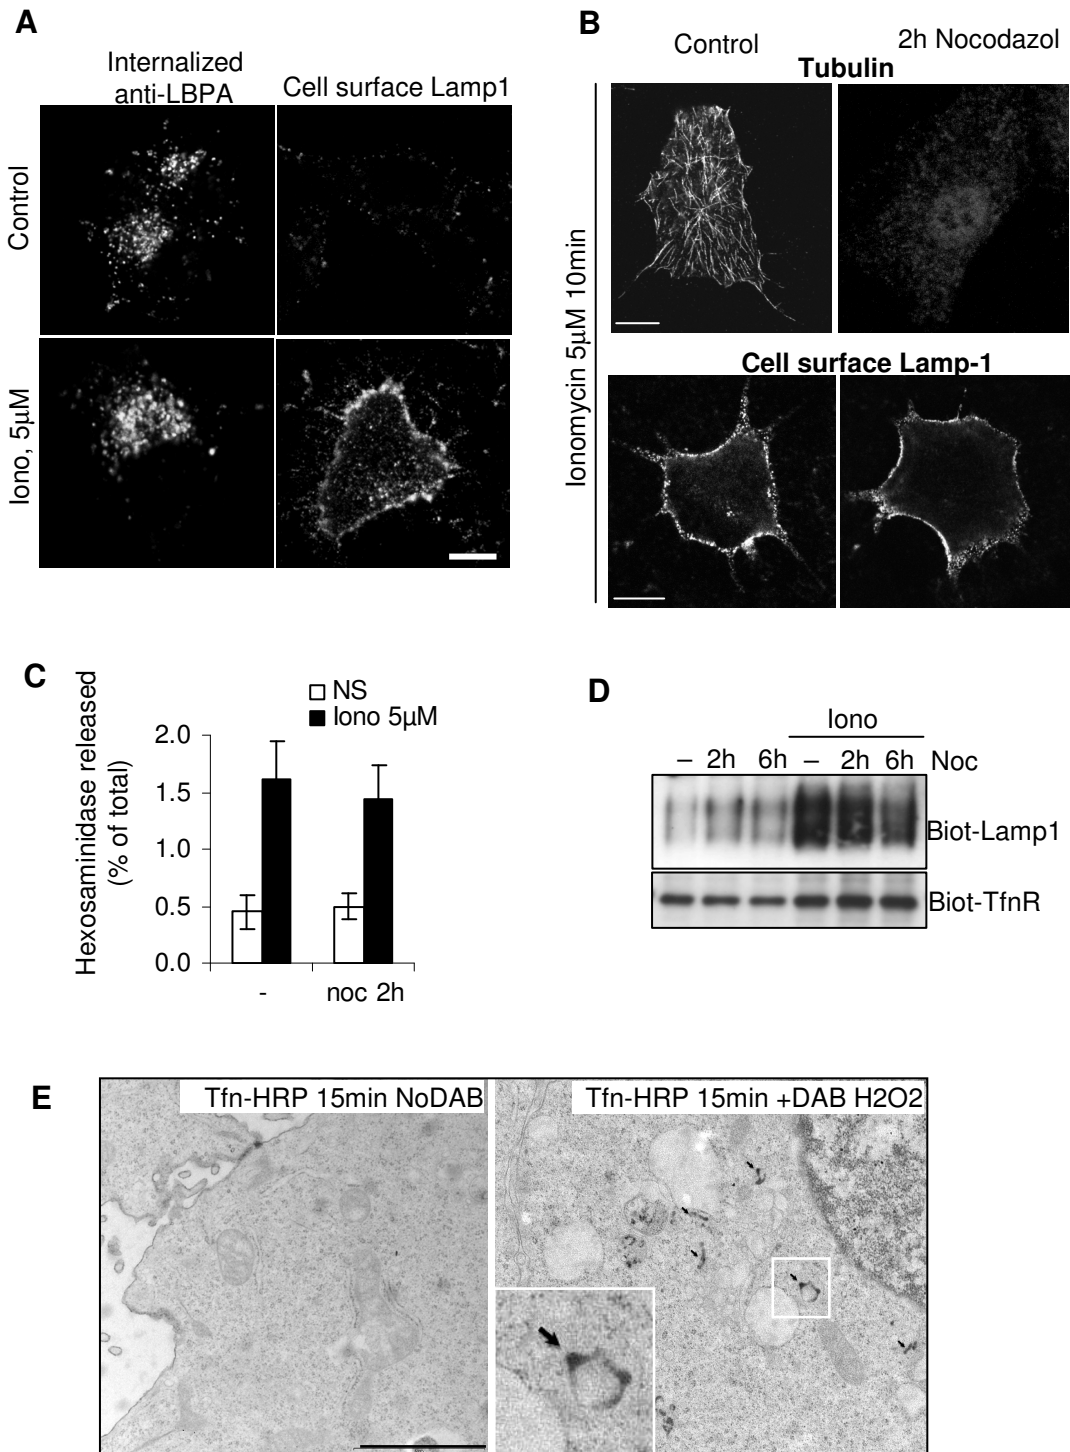 A
Internalized
anti-LBPA
Cell surface Lamp1
Control
Iono, 5µM
B
Control
2h Nocodazol
Tubulin
Ionomycin 5µM 10min
Cell surface Lamp-1
C
Hexosaminidase released
(% of total)
NS
Iono 5µM
2.0
1.5
1.0
0.5
0.0
-
noc 2h
D
Iono
– 2h 6h – 2h 6h Noc
Biot-Lamp1
Biot-TfnR
E
Tfn-HRP 15min NoDAB
Tfn-HRP 15min +DAB H2O2